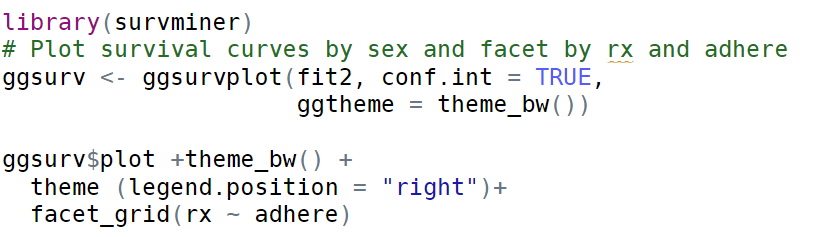 library(survminer)
# Plot survival curves by sex and facet by rx and adhere
ggsurv <- ggsurvplot(fit2, conf.int = TRUE,
                     ggtheme = theme_bw())

ggsurv$plot +theme_bw() +
  theme (legend.position = "right")+
  facet_grid(rx ~ adhere)